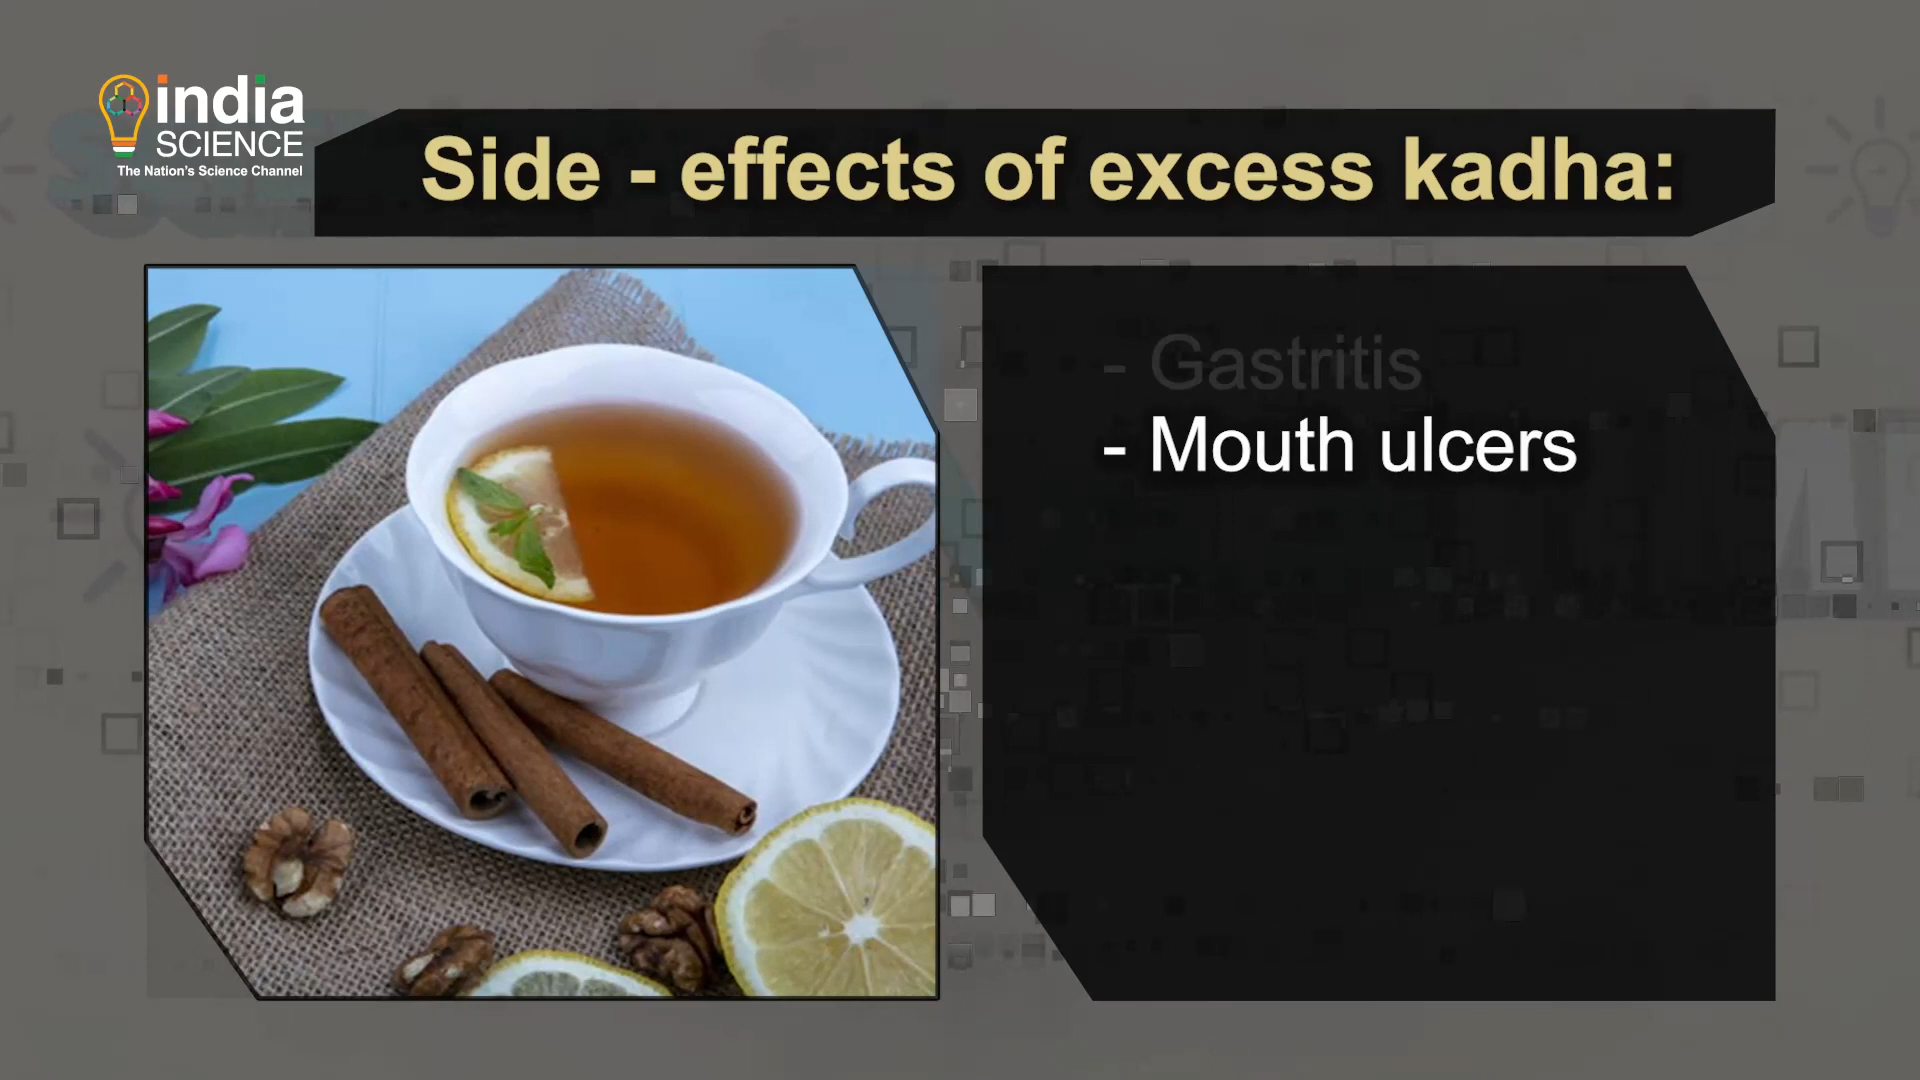 india
SCIENCE
The Nation's Science Channel
Side - effects of excess kadha:
- Gastritis
- Mouth ulcers